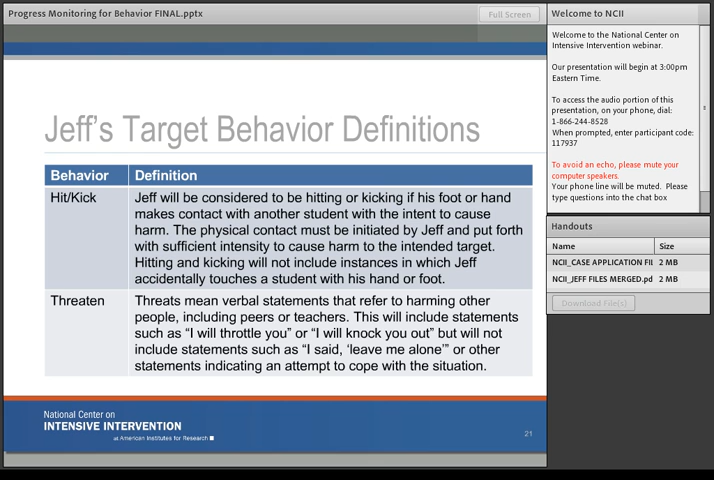 Progress Monitoring for Behavior FINAL.pptx
Full Screen
Jeff's Target Behavior Definitions
Behavior
Definition
Hit/Kick
Jeff will be considered to be hitting or kicking if his foot or hand
makes contact with another student with the intent to cause
harm. The physical contact must be initiated by Jeff and put forth
with sufficient intensity to cause harm to the intended target.
Hitting and kicking will not include instances in which Jeff
accidentally touches a student with his hand or foot.
Threaten
Threats mean verbal statements that refer to harming other
people, including peers or teachers. This will include statements
such as “I will throttle you” or “I will knock you out” but will not
include statements such as “I said, ‘leave me alone’” or other
statements indicating an attempt to cope with the situation.
National Center on
INTENSIVE INTERVENTION
at American Institutes for Research ■
21
Welcome to NCII
Welcome to the National Center on
Intensive Intervention webinar.
Our presentation will begin at 3:00pm
Eastern Time.
To access the audio portion of this
presentation, on your phone, dial:
1-866-244-8528
When prompted, enter participant code:
117937
To avoid an echo, please mute your
computer speakers.
Your phone line will be muted. Please
type questions into the chat box
Handouts
Name Size
NCII_CASE APPLICATION FIL 2 MB
NCII_JEFF FILES MERGED.pd 2 MB
Download File(s)